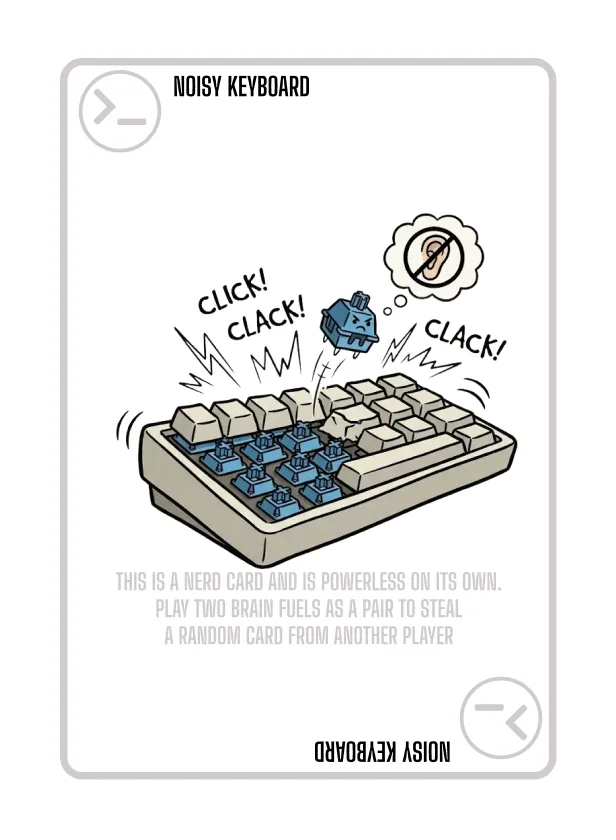 NOISY KEYBOARD
CLICK!
CLACK!
CLACK!
THIS IS A NERD CARD AND IS POWERLESS ON ITS OWN.
PLAY TWO BRAIN FUELS AS A PAIR TO STEAL
A RANDOM CARD FROM ANOTHER PLAYER
NOISY KEYBOARD